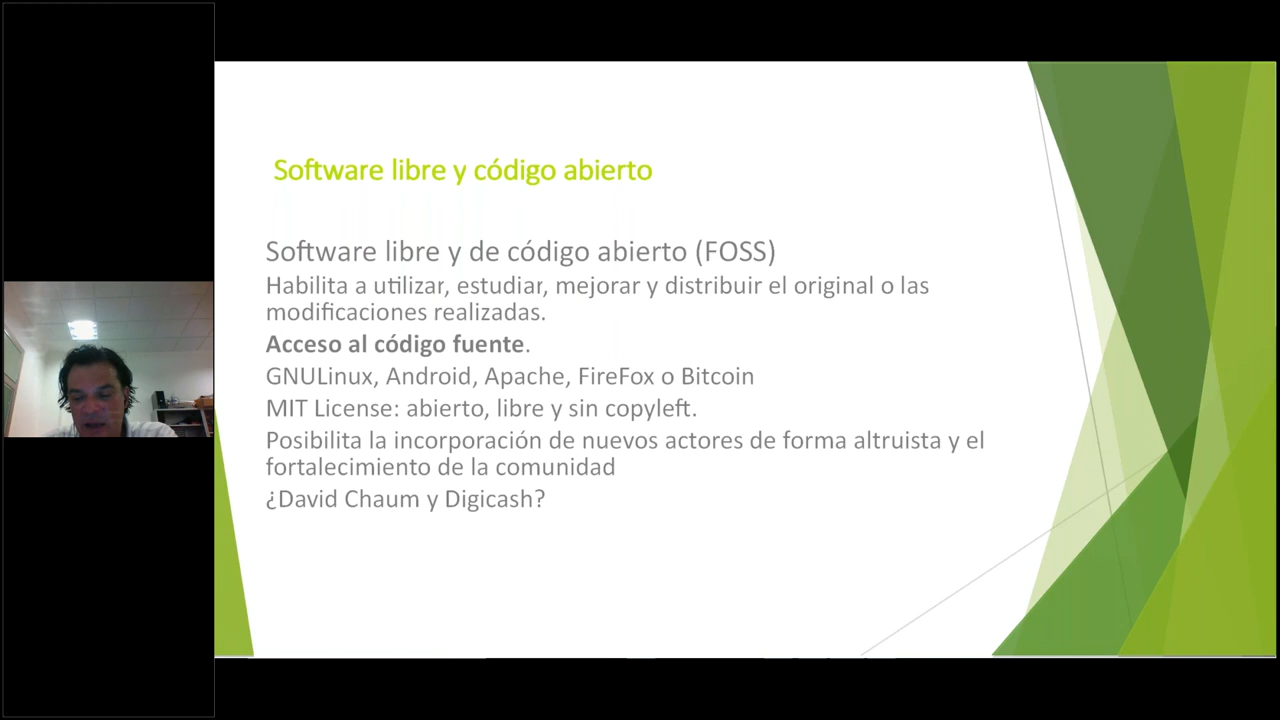 Software libre y código abierto
Software libre y de código abierto (FOSS)
Habilita a utilizar, estudiar, mejorar y distribuir el original o las
modificaciones realizadas.
Acceso al código fuente.
GNULinux, Android, Apache, FireFox o Bitcoin
MIT License: abierto, libre y sin copyleft.
Posibilita la incorporación de nuevos actores de forma altruista y el
fortalecimiento de la comunidad
¿David Chaum y Digicash?